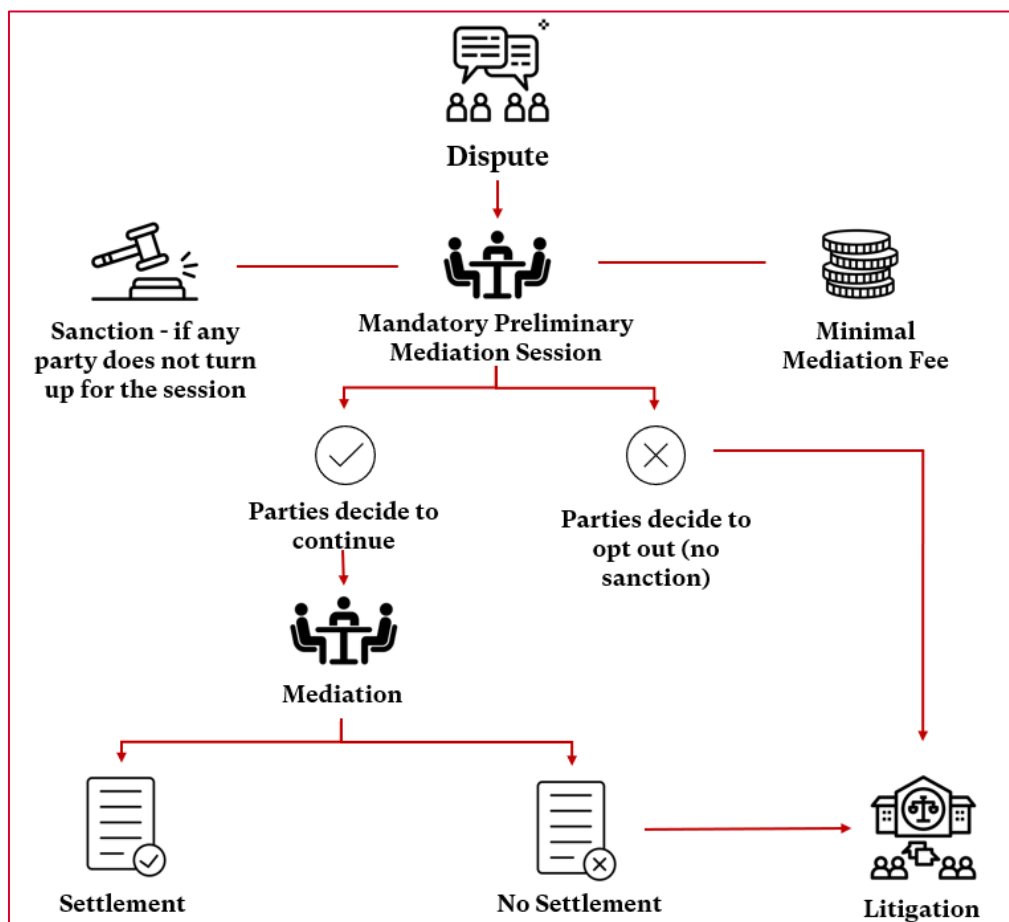 Dispute
Sanction - if any
party does not turn
up for the session
Mandatory Preliminary
Mediation Session
Minimal
Mediation Fee
Parties decide to
continue
Parties decide to
opt out (no
sanction)
Mediation
Settlement
No Settlement
Litigation